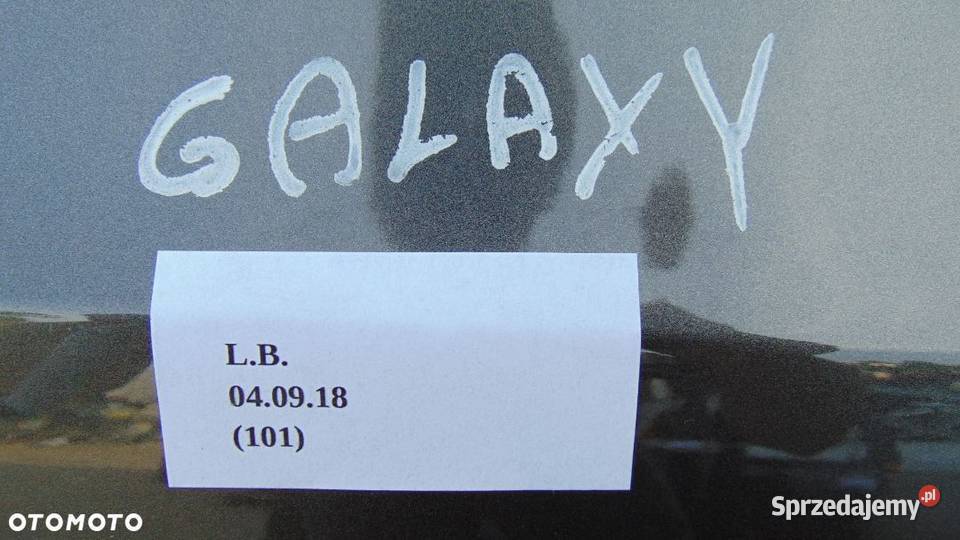 GALAXY
L.B.
04.09.18
(101)
Sprzedajemy.pl
OTOMOTO